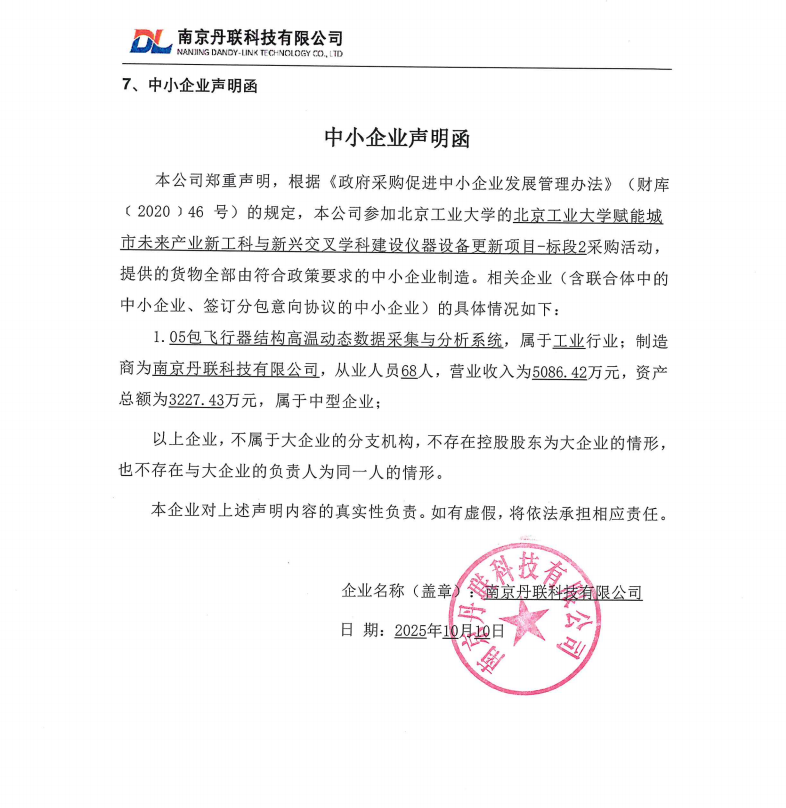 DL 南京丹联科技有限公司
NANJING DANDY-LINK TECHNOLOGY CO., LTD
7、中小企业声明函
中小企业声明函
本公司郑重声明，根据《政府采购促进中小企业发展管理办法》（财库
﹝2020﹞46 号）的规定，本公司参加北京工业大学的北京工业大学赋能城
市未来产业新工科与新兴交叉学科建设仪器设备更新项目-标段2采购活动，
提供的货物全部由符合政策要求的中小企业制造。相关企业（含联合体中的
中小企业、签订分包意向协议的中小企业）的具体情况如下：
1.05包飞行器结构高温动态数据采集与分析系统，属于工业行业；制造
商为南京丹联科技有限公司，从业人员68人，营业收入为5086.42万元，资产
总额为3227.43万元，属于中型企业；
以上企业，不属于大企业的分支机构，不存在控股股东为大企业的情形，
也不存在与大企业的负责人为同一人的情形。
本企业对上述声明内容的真实性负责。如有虚假，将依法承担相应责任。
企业名称（盖章）：南京丹联科技有限公司
日 期：2025年10月10日
南京丹联科技有限公司